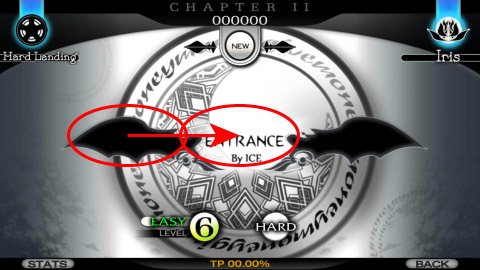 CHAPTER II
000000
NEW
Hard Landing
Iris
ENTRANCE
By ICE
EASY
LEVEL 6
HARD
STATS
TP 00.00%
BACK